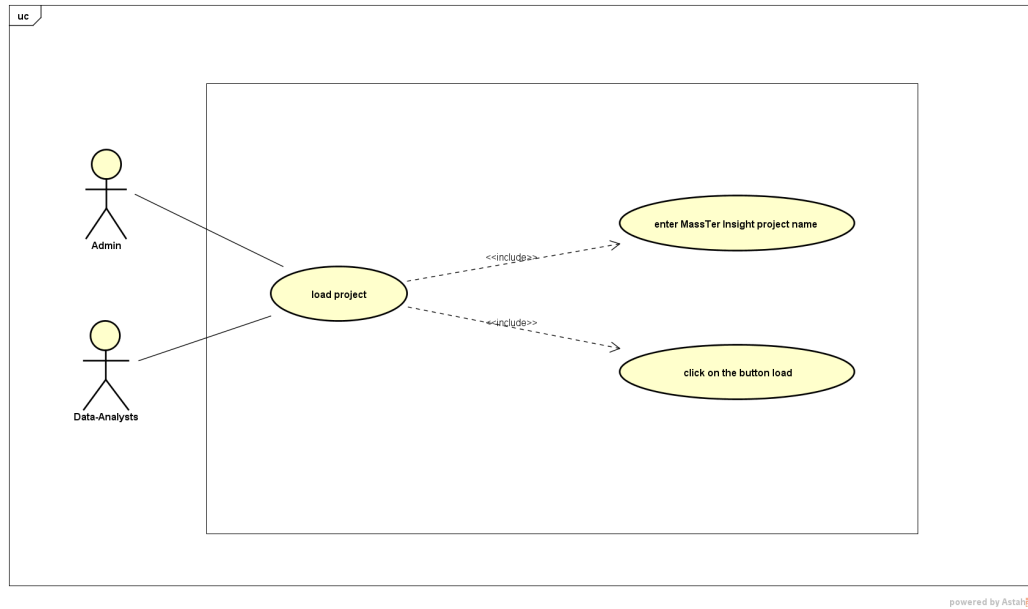 uc
Admin
Data-Analysts
load project
<<include>>
<<include>>
enter MassTer Insight project name
click on the button load
powered by Astah